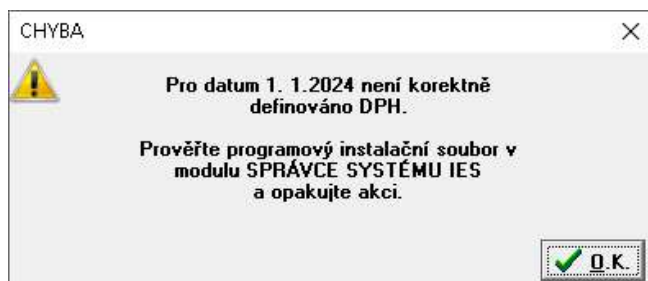 CHYBA
Pro datum 1. 1.2024 není korektně
definováno DPH.
Prověřte programový instalační soubor v
modulu SPRÁVCE SYSTÉMU IES
a opakujte akci.
O.K.